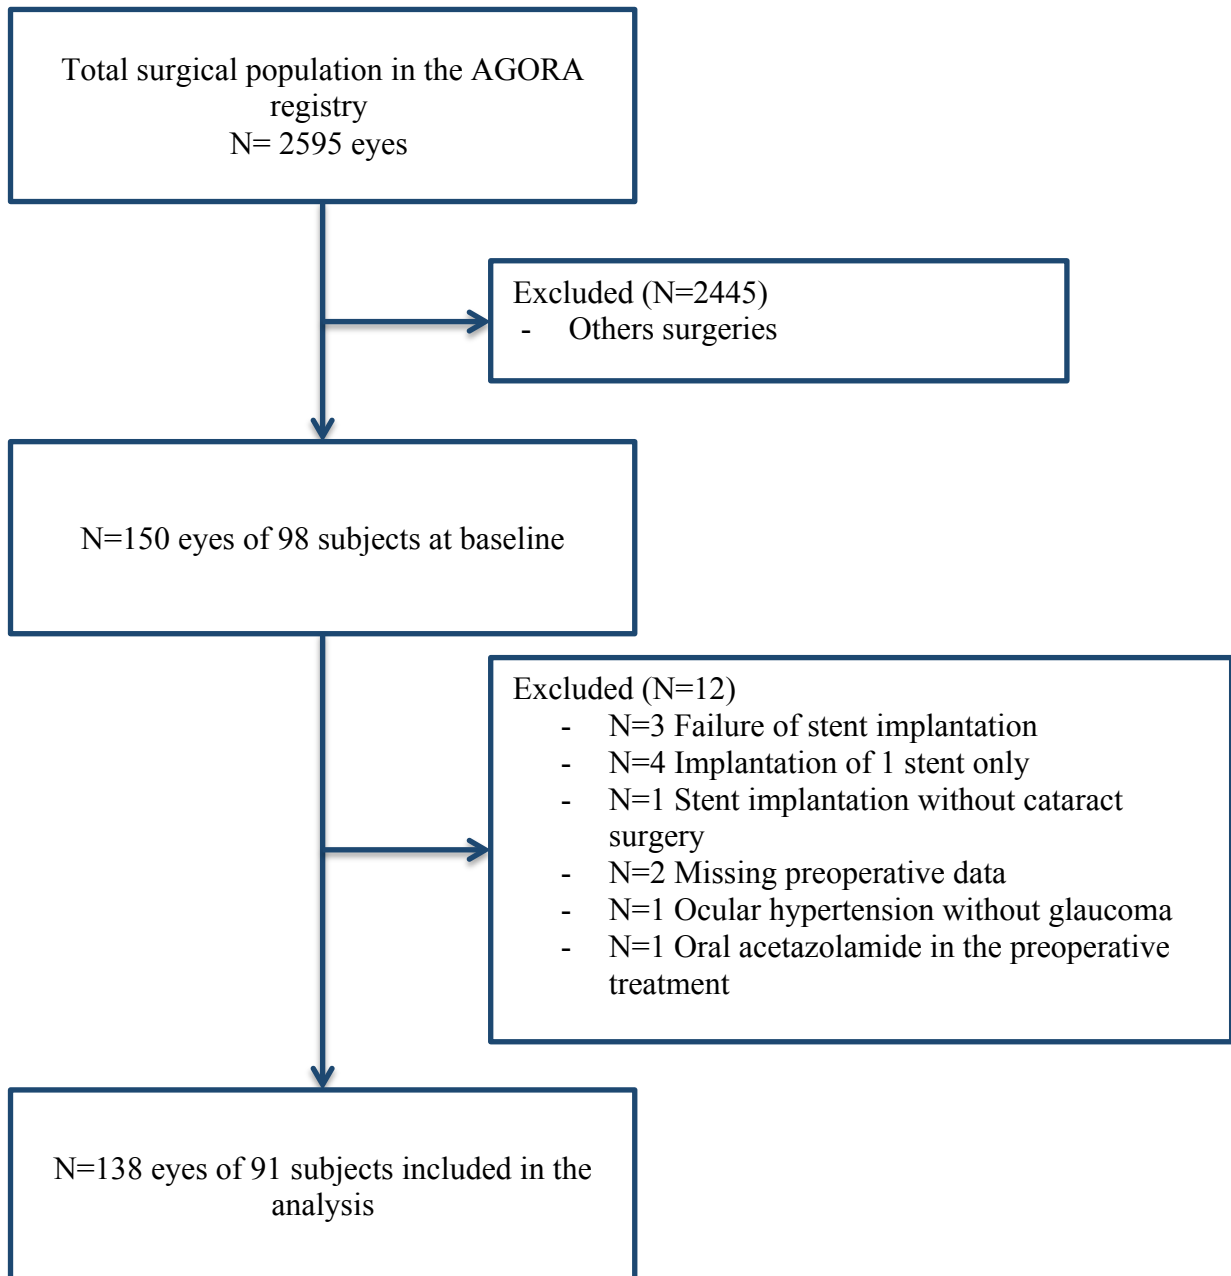 Total surgical population in the AGORA
registry
N= 2595 eyes
Excluded (N=2445)
- Others surgeries
N=150 eyes of 98 subjects at baseline
Excluded (N=12)
- N=3 Failure of stent implantation
- N=4 Implantation of 1 stent only
- N=1 Stent implantation without cataract
surgery
- N=2 Missing preoperative data
- N=1 Ocular hypertension without glaucoma
- N=1 Oral acetazolamide in the preoperative
treatment
N=138 eyes of 91 subjects included in the
analysis